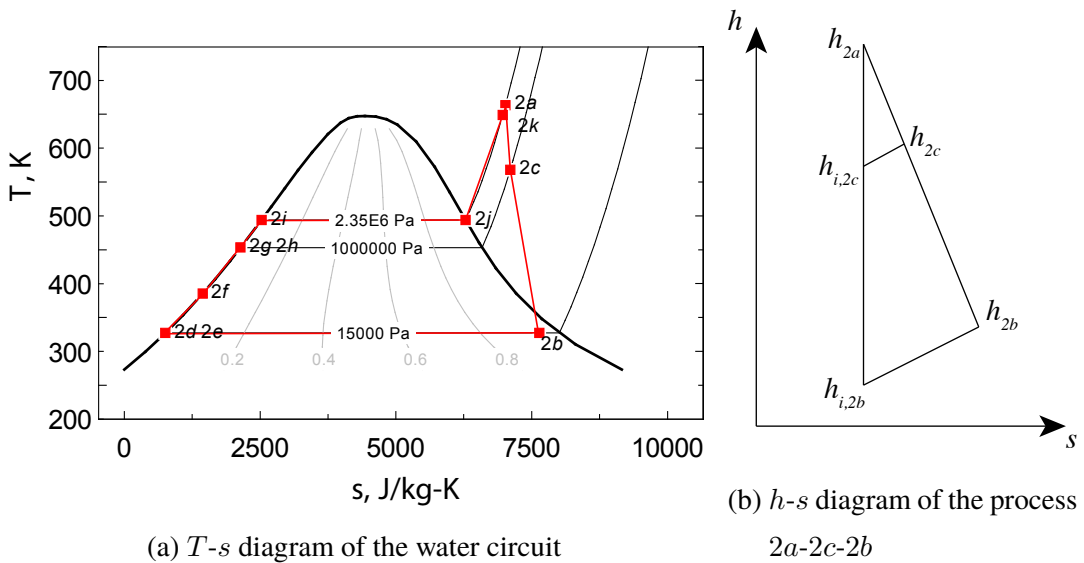 T, K
700
600
500
400
300
200
0
2500
5000
7500
10000
s, J/kg-K
2a
2k
2c
2i
2.35E6 Pa
2j
2g 2h
1000000 Pa
2f
2d 2e
15000 Pa
2b
0.2
0.4
0.6
0.8
(a) T-s diagram of the water circuit
h
h2a
h2c
hi,2c
h2b
hi,2b
s
(b) h-s diagram of the process
2a-2c-2b